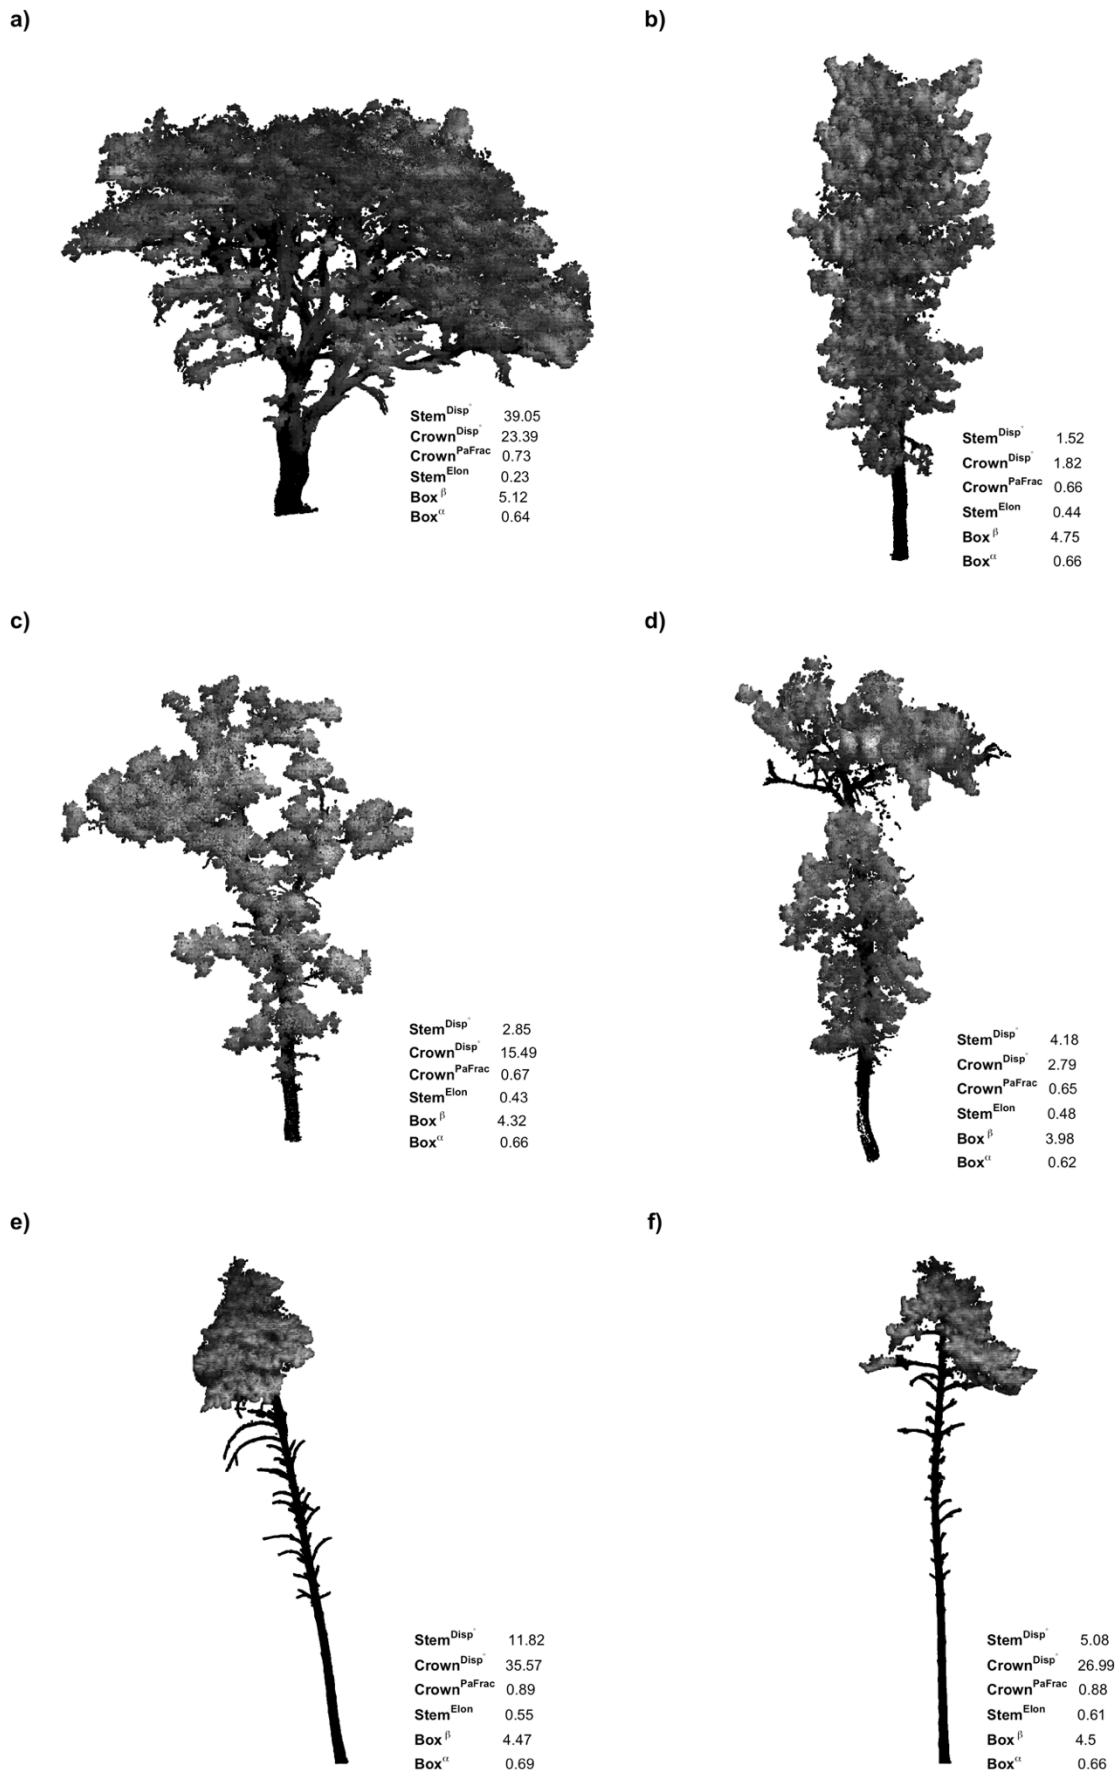 a)
b)
Stem^Disp° 39.05
Crown^Disp° 23.39
Crown^PaFrac 0.73
Stem^Elon 0.23
Box^β 5.12
Box^α 0.64
Stem^Disp° 1.52
Crown^Disp° 1.82
Crown^PaFrac 0.66
Stem^Elon 0.44
Box^β 4.75
Box^α 0.66
c)
d)
Stem^Disp° 2.85
Crown^Disp° 15.49
Crown^PaFrac 0.67
Stem^Elon 0.43
Box^β 4.32
Box^α 0.66
Stem^Disp° 4.18
Crown^Disp° 2.79
Crown^PaFrac 0.65
Stem^Elon 0.48
Box^β 3.98
Box^α 0.62
e)
f)
Stem^Disp° 11.82
Crown^Disp° 35.57
Crown^PaFrac 0.89
Stem^Elon 0.55
Box^β 4.47
Box^α 0.69
Stem^Disp° 5.08
Crown^Disp° 26.99
Crown^PaFrac 0.88
Stem^Elon 0.61
Box^β 4.5
Box^α 0.66